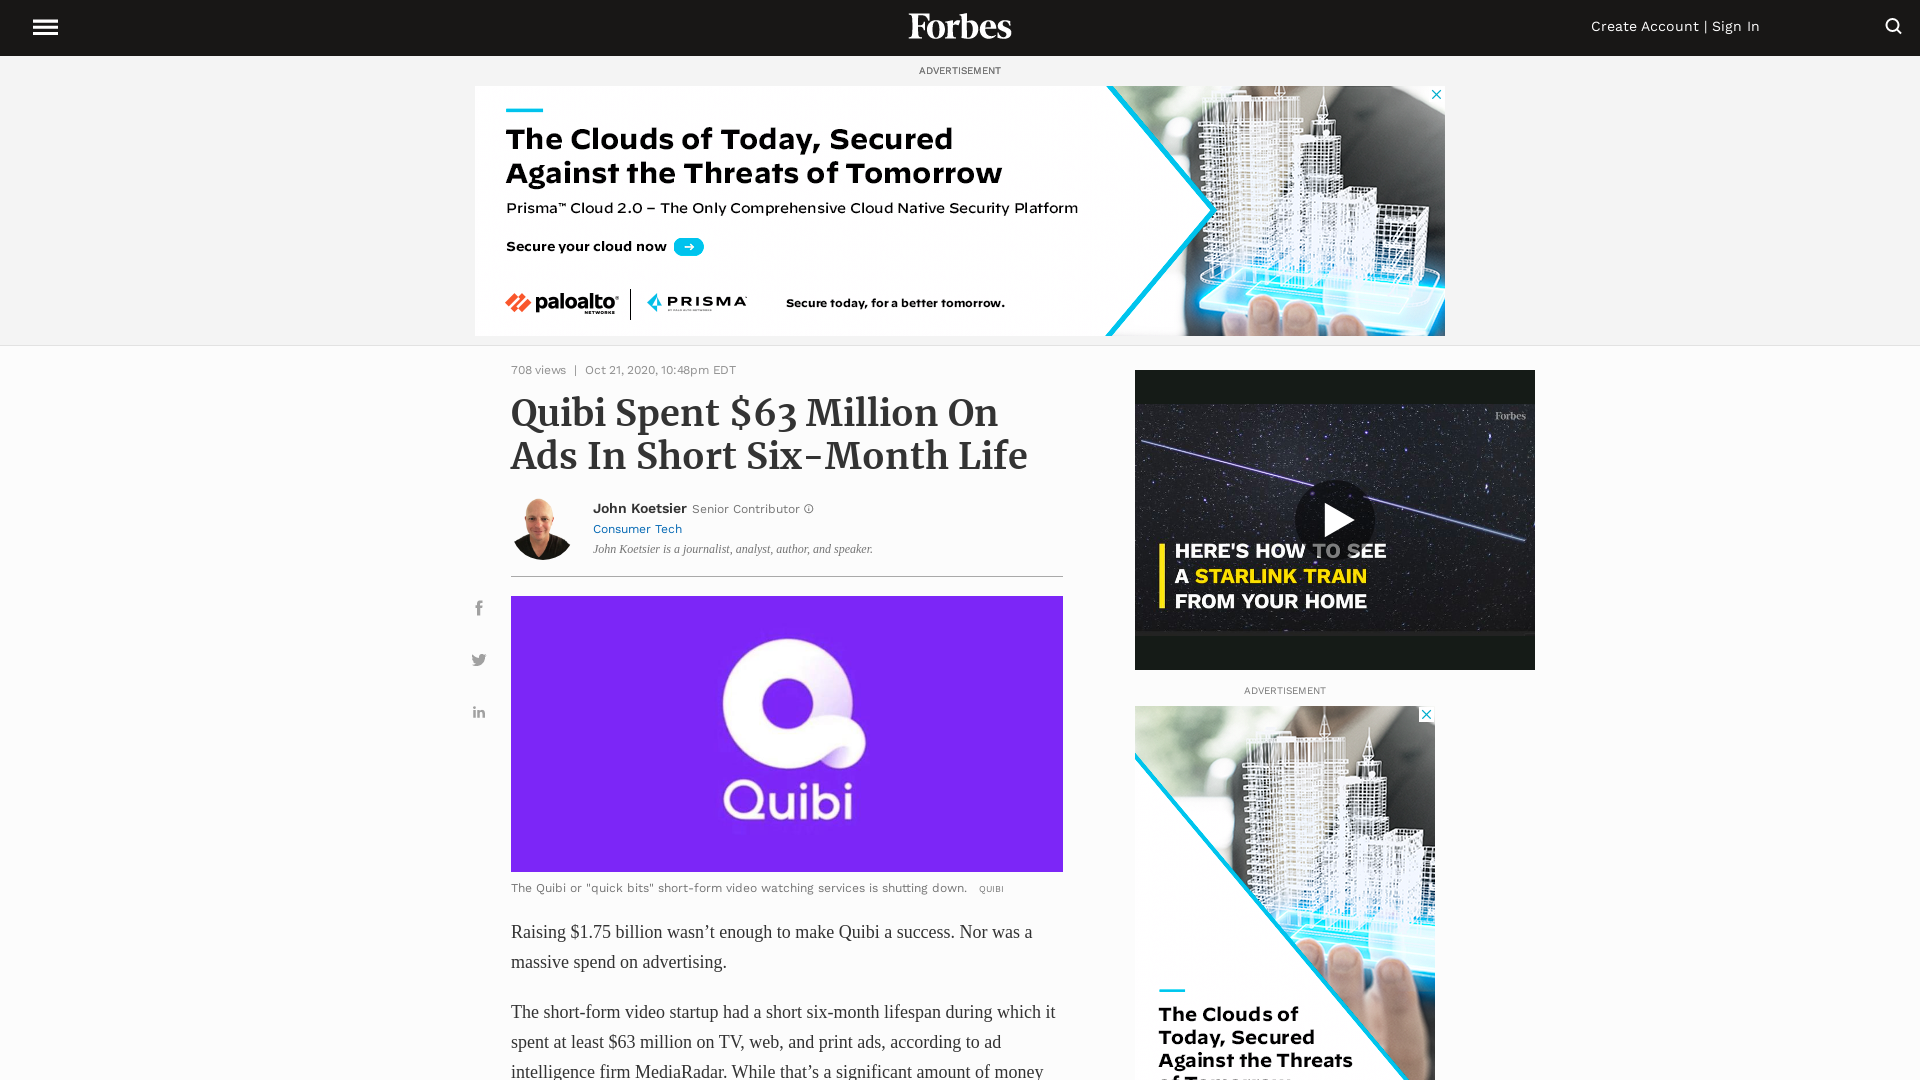 Forbes
Create Account | Sign In
ADVERTISEMENT
The Clouds of Today, Secured
Against the Threats of Tomorrow
Prisma™ Cloud 2.0 – The Only Comprehensive Cloud Native Security Platform
Secure your cloud now
paloalto
NETWORKS
PRISMA
Secure today, for a better tomorrow.
708 views | Oct 21, 2020, 10:48pm EDT
Quibi Spent $63 Million On
Ads In Short Six-Month Life
John Koetsier Senior Contributor
Consumer Tech
John Koetsier is a journalist, analyst, author, and speaker.
Quibi
The Quibi or "quick bits" short-form video watching services is shutting down. QUIBI
Raising $1.75 billion wasn’t enough to make Quibi a success. Nor was a
massive spend on advertising.
The short-form video startup had a short six-month lifespan during which it
spent at least $63 million on TV, web, and print ads, according to ad
intelligence firm MediaRadar. While that’s a significant amount of money
Forbes
HERE'S HOW TO SEE
A STARLINK TRAIN
FROM YOUR HOME
ADVERTISEMENT
The Clouds of
Today, Secured
Against the Threats
of Tomorrow